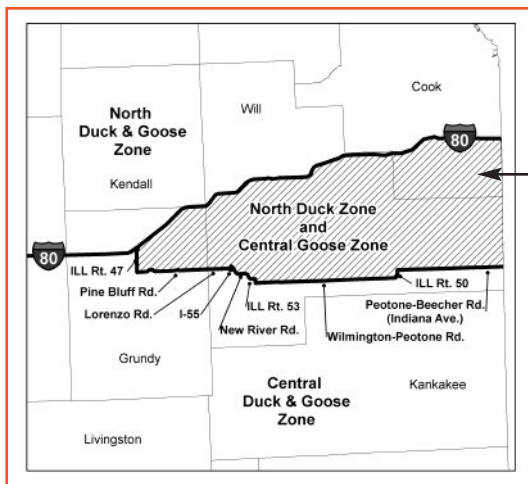 Cook
Will
North
Duck & Goose
Zone
80
Kendall
North Duck Zone
and
Central Goose Zone
80
ILL Rt. 47
Pine Bluff Rd.
Lorenzo Rd.
I-55
New River Rd.
ILL Rt. 53
Wilmington-Peotone Rd.
ILL Rt. 50
Peotone-Beecher Rd.
(Indiana Ave.)
Grundy
Central
Duck & Goose
Zone
Kankakee
Livingston